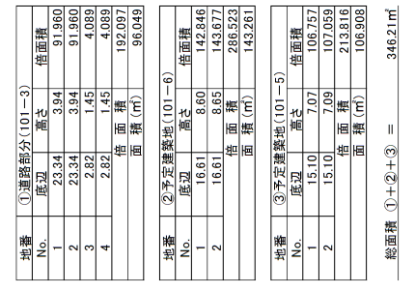 地番 ①道路部分(101-3)
No. 底辺 高さ 倍面積
1 23.34 3.94 91.960
2 23.34 3.94 91.960
3 2.82 1.45 4.089
4 2.82 1.45 4.089
倍面積 192.097
面積(㎡) 96.049
地番 ②予定建築地(101-6)
No. 底辺 高さ 倍面積
1 16.61 8.60 142.846
2 16.61 8.65 143.677
倍面積 286.523
面積(㎡) 143.261
地番 ③予定建築地(101-5)
No. 底辺 高さ 倍面積
1 15.10 7.07 106.757
2 15.10 7.09 107.059
倍面積 213.816
面積(㎡) 106.908
総面積 ①+②+③ = 346.21㎡